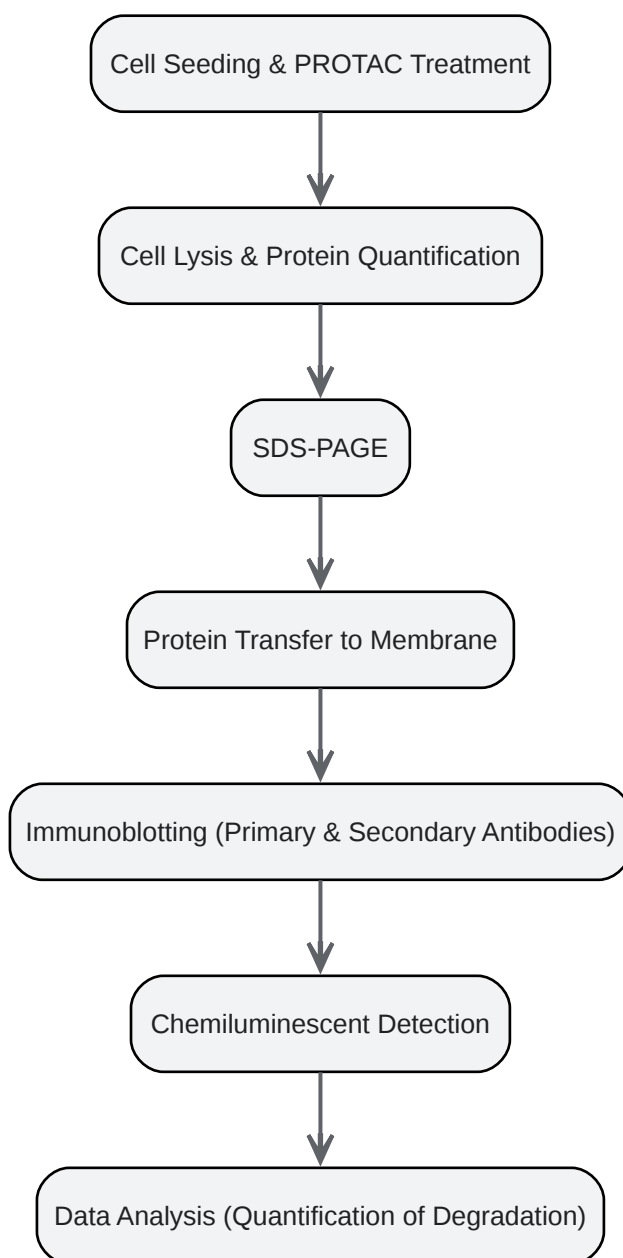 Cell Seeding & PROTAC Treatment
Cell Lysis & Protein Quantification
SDS-PAGE
Protein Transfer to Membrane
Immunoblotting (Primary & Secondary Antibodies)
Chemiluminescent Detection
Data Analysis (Quantification of Degradation)